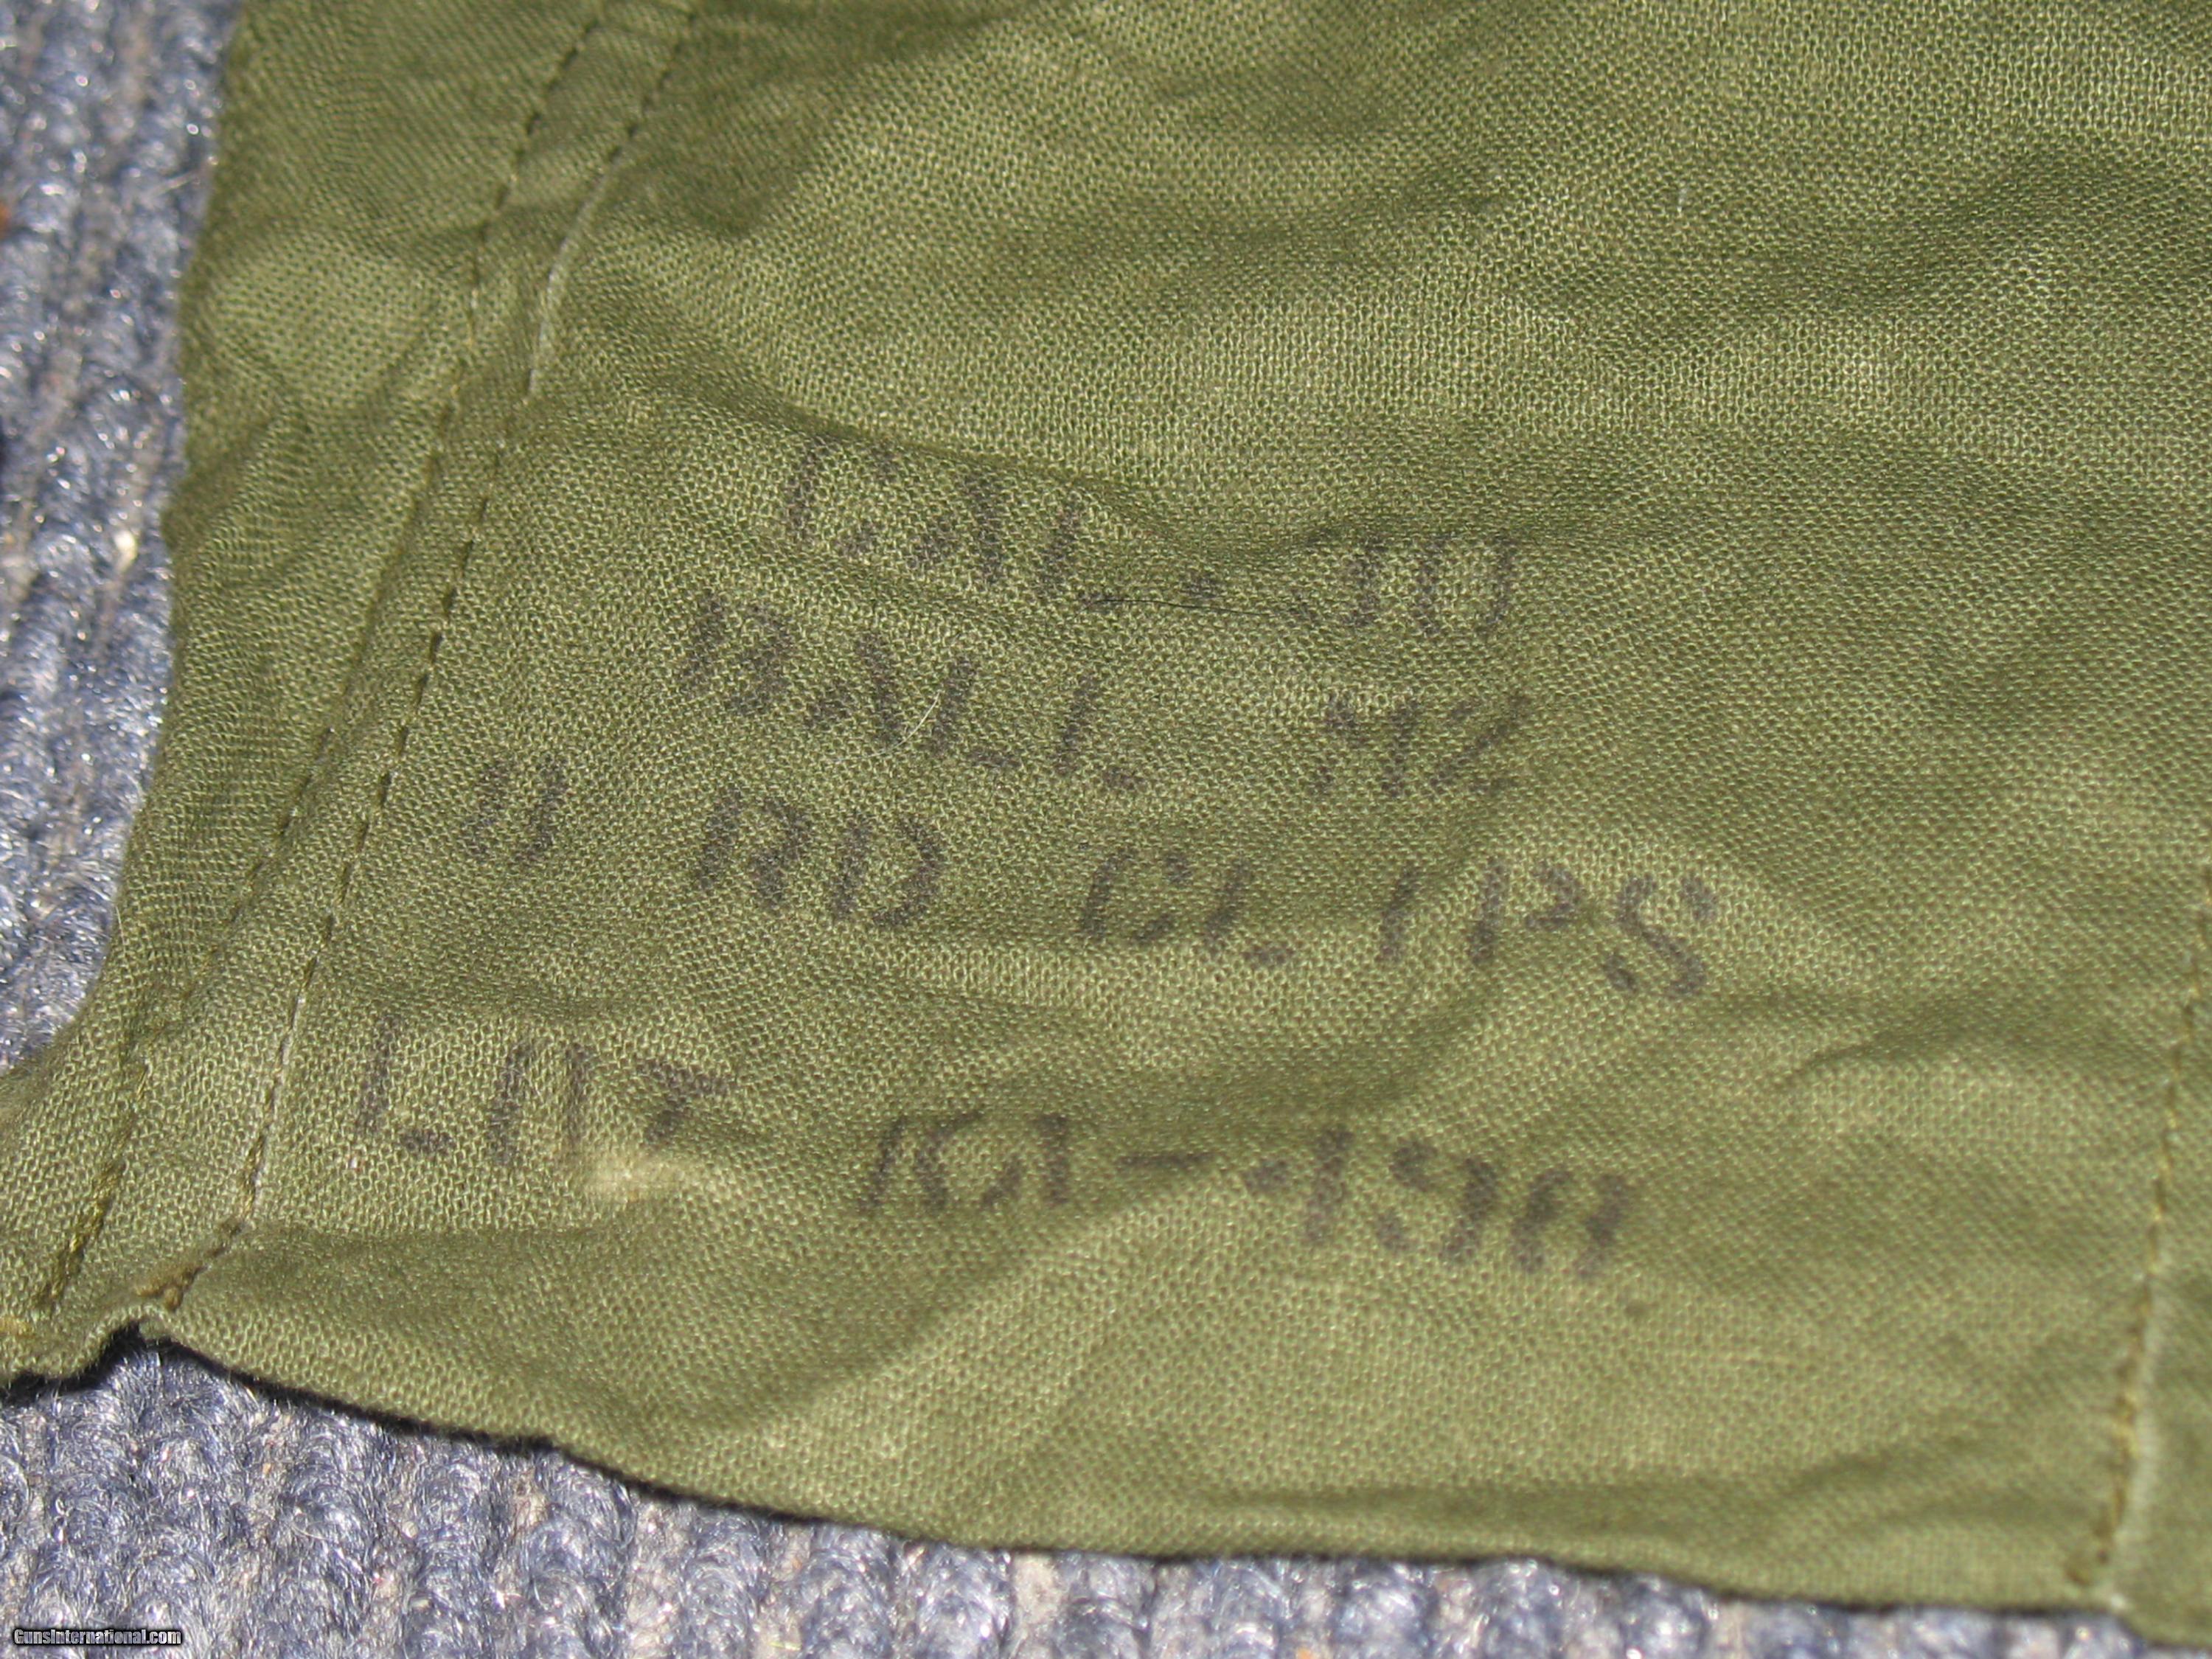 CAL .30
BALL M2
8 RD CLIPS
LOT
GunsInternational.com